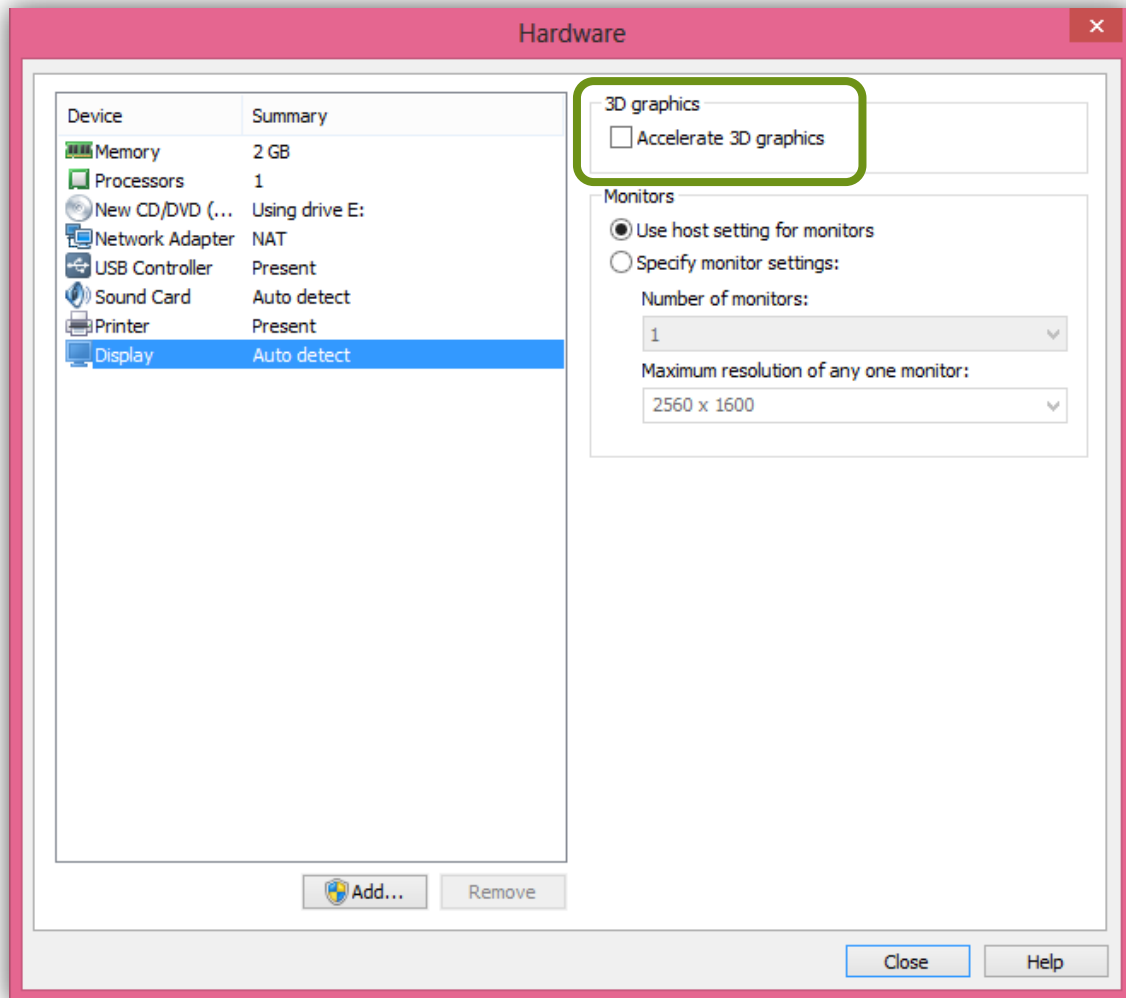 Hardware
Device Summary
Memory 2 GB
Processors 1
New CD/DVD (... Using drive E:
Network Adapter NAT
USB Controller Present
Sound Card Auto detect
Printer Present
Display Auto detect
Add... Remove
3D graphics
Accelerate 3D graphics
Monitors
Use host setting for monitors
Specify monitor settings:
Number of monitors:
1
Maximum resolution of any one monitor:
2560 x 1600
Close Help